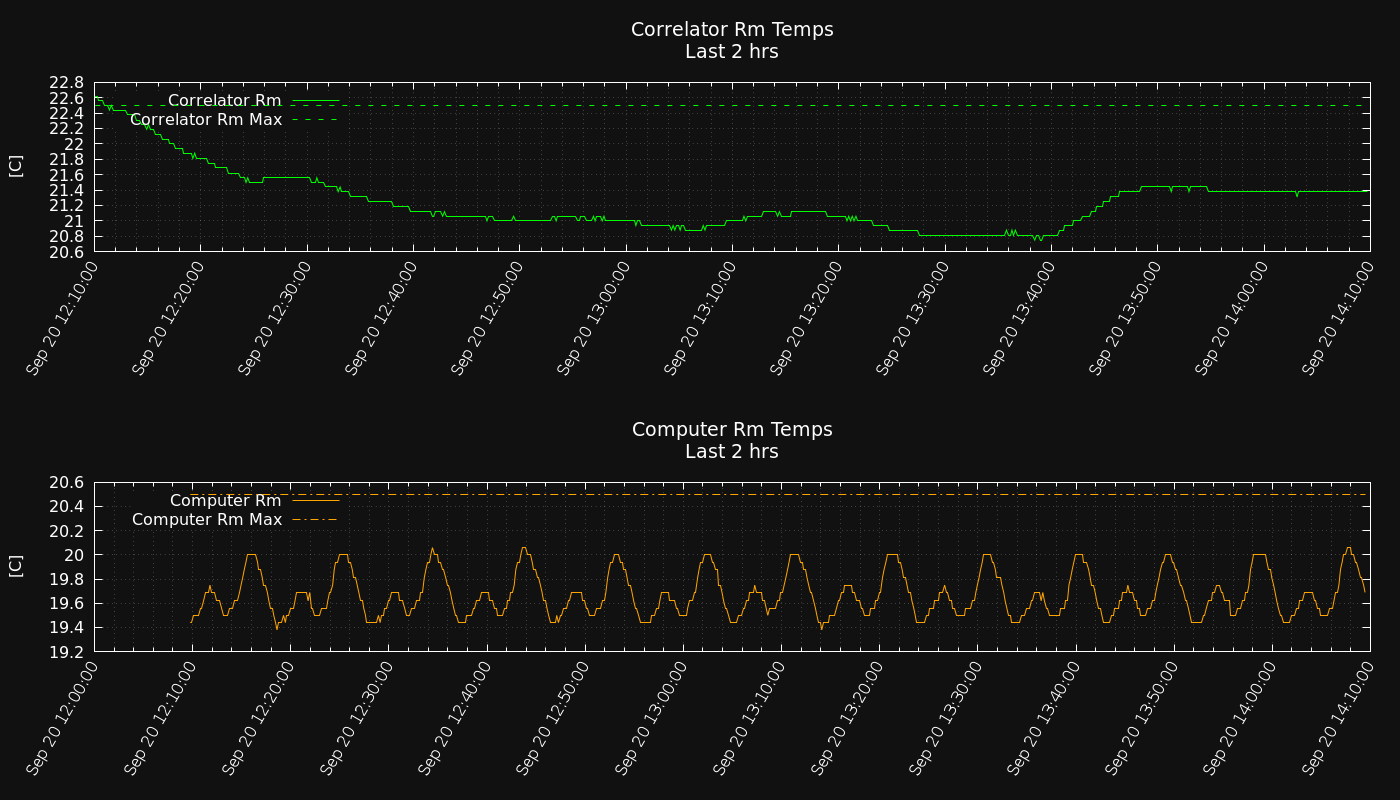 Correlator Rm Temps
Last 2 hrs
22.8
22.6
22.4
22.2
22
21.8
21.6
21.4
21.2
21
20.8
20.6
[C]
Correlator Rm
Correlator Rm Max
Sep 20 12:10:00
Sep 20 12:20:00
Sep 20 12:30:00
Sep 20 12:40:00
Sep 20 12:50:00
Sep 20 13:00:00
Sep 20 13:10:00
Sep 20 13:20:00
Sep 20 13:30:00
Sep 20 13:40:00
Sep 20 13:50:00
Sep 20 14:00:00
Sep 20 14:10:00
Computer Rm Temps
Last 2 hrs
20.6
20.4
20.2
20
19.8
19.6
19.4
19.2
[C]
Computer Rm
Computer Rm Max
Sep 20 12:00:00
Sep 20 12:10:00
Sep 20 12:20:00
Sep 20 12:30:00
Sep 20 12:40:00
Sep 20 12:50:00
Sep 20 13:00:00
Sep 20 13:10:00
Sep 20 13:20:00
Sep 20 13:30:00
Sep 20 13:40:00
Sep 20 13:50:00
Sep 20 14:00:00
Sep 20 14:10:00